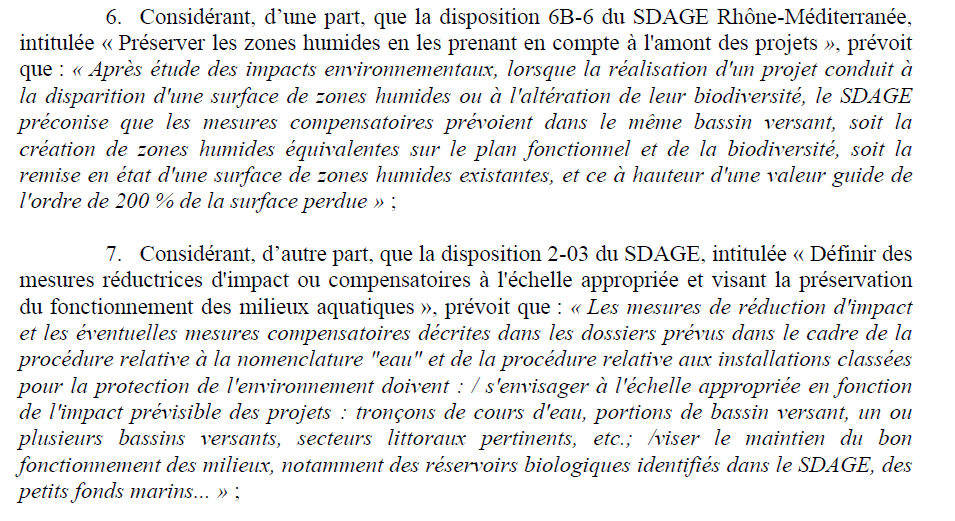 6. Considérant, d’une part, que la disposition 6B-6 du SDAGE Rhône-Méditerranée,
intitulée « Préserver les zones humides en les prenant en compte à l'amont des projets », prévoit
que : « Après étude des impacts environnementaux, lorsque la réalisation d'un projet conduit à
la disparition d'une surface de zones humides ou à l'altération de leur biodiversité, le SDAGE
préconise que les mesures compensatoires prévoient dans le même bassin versant, soit la
création de zones humides équivalentes sur le plan fonctionnel et de la biodiversité, soit la
remise en état d'une surface de zones humides existantes, et ce à hauteur d'une valeur guide de
l'ordre de 200 % de la surface perdue » ;
7. Considérant, d’autre part, que la disposition 2-03 du SDAGE, intitulée « Définir des
mesures réductrices d'impact ou compensatoires à l'échelle appropriée et visant la préservation
du fonctionnement des milieux aquatiques », prévoit que : « Les mesures de réduction d'impact
et les éventuelles mesures compensatoires décrites dans les dossiers prévus dans le cadre de la
procédure relative à la nomenclature "eau" et de la procédure relative aux installations classées
pour la protection de l'environnement doivent : / s'envisager à l'échelle appropriée en fonction
de l'impact prévisible des projets : tronçons de cours d'eau, portions de bassin versant, un ou
plusieurs bassins versants, secteurs littoraux pertinents, etc.; /viser le maintien du bon
fonctionnement des milieux, notamment des réservoirs biologiques identifiés dans le SDAGE, des
petits fonds marins... » ;